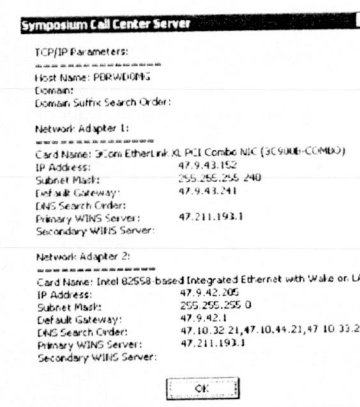 Symposium Call Center Server
TCP/IP Parameters:
==================
Host Name:
Domain:
Domain Suffix Search Order:
Network Adapter 1:
==================
Card Name: 3Com EtherLink XL PCI Combo NIC (3C900B-COMBO)
IP Address: 47.9.43.152
Subnet Mask: 255.255.255.240
Default Gateway: 47.9.43.241
DNS Search Order:
Primary WINS Server: 47.211.193.1
Secondary WINS Server:
Network Adapter 2:
==================
Card Name: Intel 82558-based Integrated Ethernet with Wake on LA
IP Address: 47.9.42.205
Subnet Mask: 255.255.255.0
Default Gateway: 47.9.42.1
DNS Search Order: 47.10.32.21,47.10.44.21,47.10.33.2
Primary WINS Server: 47.211.193.1
Secondary WINS Server:
OK